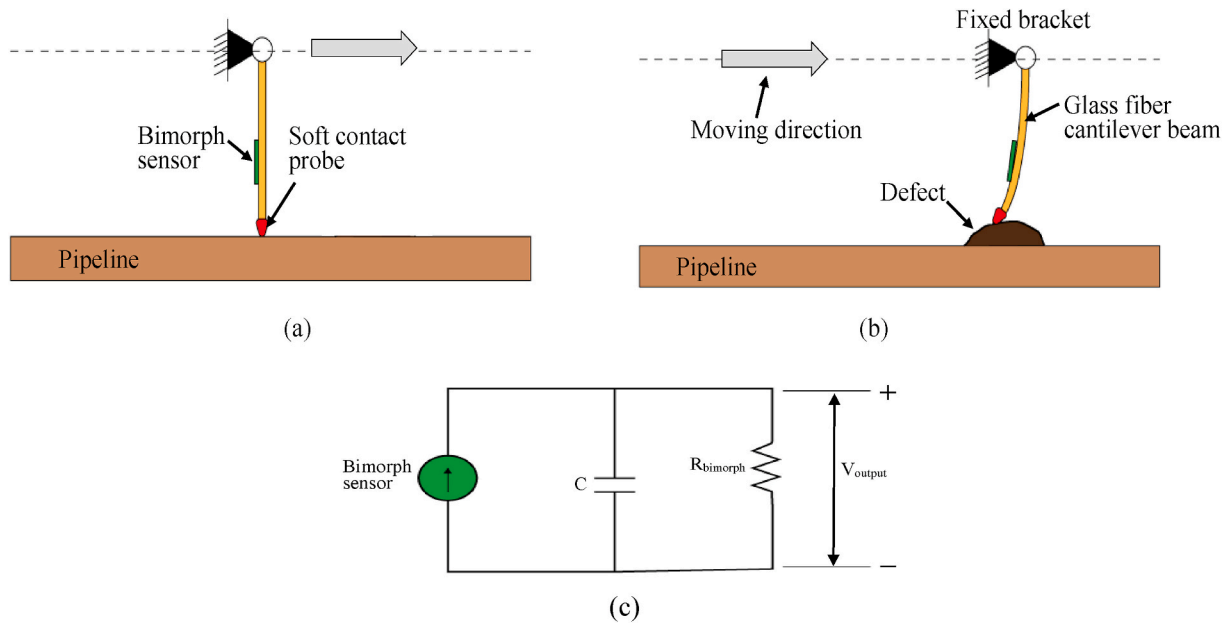 Bimorph
sensor
Soft contact
probe
Pipeline
(a)
Fixed bracket
Moving direction
Glass fiber
cantilever beam
Defect
Pipeline
(b)
Bimorph
sensor
C
Rbimorph
Voutput
+
−
(c)